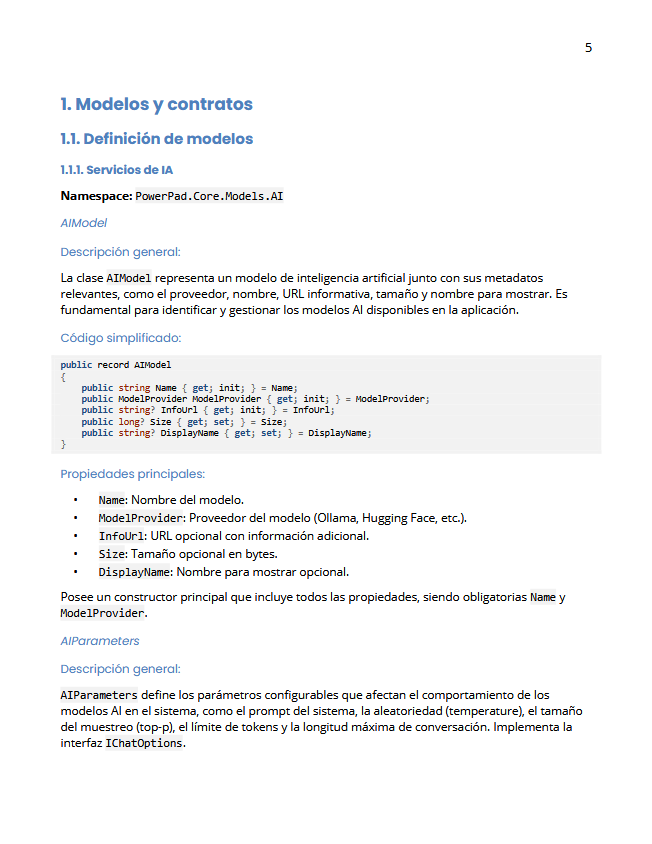 5
1. Modelos y contratos
1.1. Definición de modelos
1.1.1. Servicios de IA
Namespace: PowerPad.Core.Models.AI
AIModel
Descripción general:
La clase AIModel representa un modelo de inteligencia artificial junto con sus metadatos
relevantes, como el proveedor, nombre, URL informativa, tamaño y nombre para mostrar. Es
fundamental para identificar y gestionar los modelos AI disponibles en la aplicación.
Código simplificado:
public record AIModel
{
    public string Name { get; init; } = Name;
    public ModelProvider ModelProvider { get; init; } = ModelProvider;
    public string? InfoUrl { get; init; } = InfoUrl;
    public long? Size { get; set; } = Size;
    public string? DisplayName { get; set; } = DisplayName;
}
Propiedades principales:
• Name: Nombre del modelo.
• ModelProvider: Proveedor del modelo (Ollama, Hugging Face, etc.).
• InfoUrl: URL opcional con información adicional.
• Size: Tamaño opcional en bytes.
• DisplayName: Nombre para mostrar opcional.
Posee un constructor principal que incluye todos las propiedades, siendo obligatorias Name y
ModelProvider.
AIParameters
Descripción general:
AIParameters define los parámetros configurables que afectan el comportamiento de los
modelos AI en el sistema, como el prompt del sistema, la aleatoriedad (temperature), el tamaño
del muestreo (top-p), el límite de tokens y la longitud máxima de conversación. Implementa la
interfaz IChatOptions.